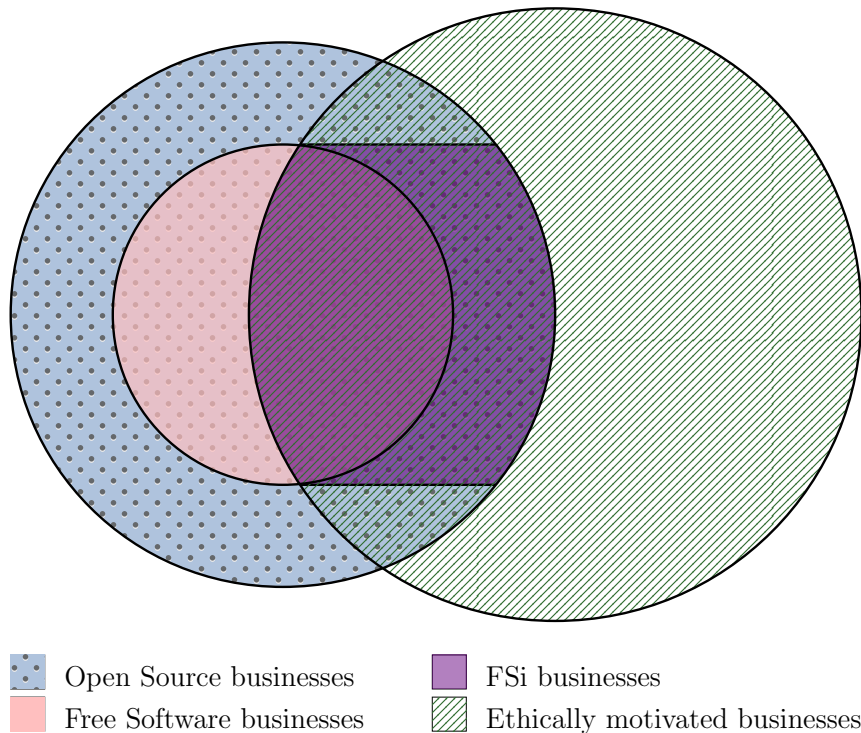 Open Source businesses
FSi businesses
Free Software businesses
Ethically motivated businesses